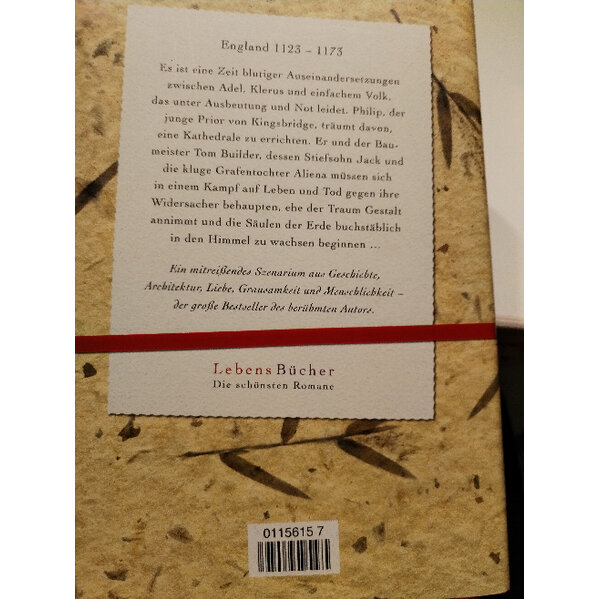 England 1123 – 1173
Es ist eine Zeit blutiger Auseinandersetzungen
zwischen Adel, Klerus und einfachem Volk,
das unter Ausbeutung und Not leidet. Philip, der
junge Prior von Kingsbridge, träumt davon,
eine Kathedrale zu errichten. Er und der Bau-
meister Tom Builder, dessen Stiefsohn Jack und
die kluge Grafentochter Aliena müssen sich
in einem Kampf auf Leben und Tod gegen ihre
Widersacher behaupten, ehe der Traum Gestalt
annimmt und die Säulen der Erde buchstäblich
in den Himmel zu wachsen beginnen ...
Ein mitreißendes Szenarium aus Geschichte,
Architektur, Liebe, Grausamkeit und Menschlichkeit –
der große Bestseller des berühmten Autors.
LebensBücher
Die schönsten Romane
0115615 7